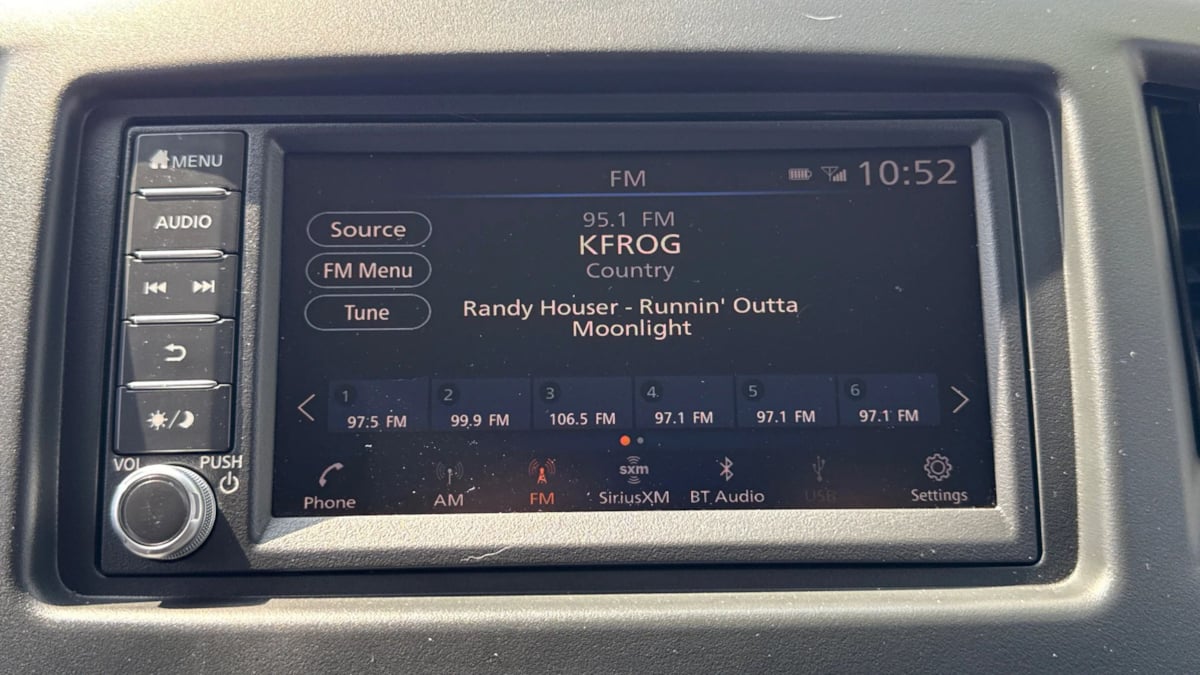 MENU
AUDIO
VOL
PUSH
FM
10:52
Source
FM Menu
Tune
95.1 FM
KFROG
Country
Randy Houser - Runnin' Outta
Moonlight
1
97.5 FM
2
99.9 FM
3
106.5 FM
4
97.1 FM
5
97.1 FM
6
97.1 FM
Phone
AM
FM
sxm
SiriusXM
BT Audio
USB
Settings